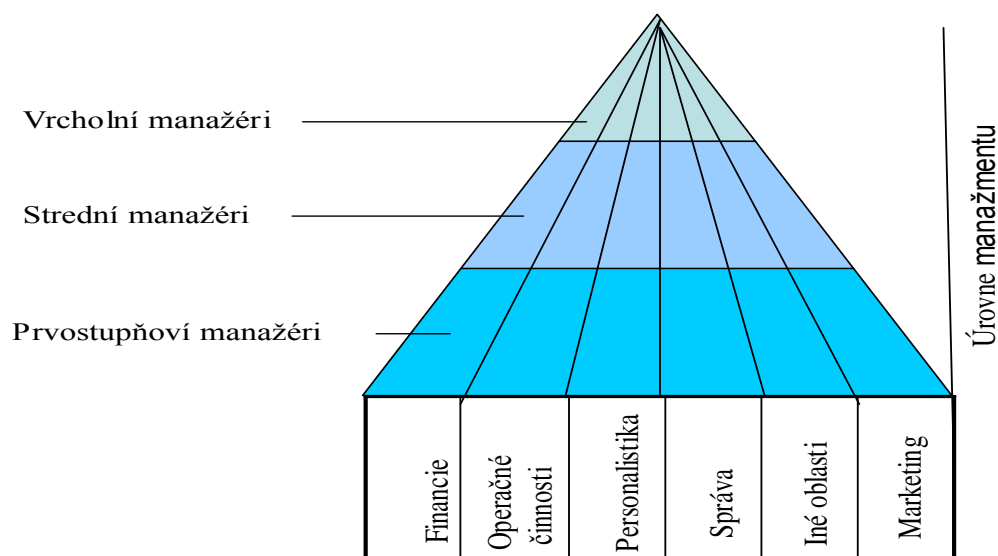 Vrcholní manažéri
Strední manažéri
Prvostupňoví manažéri
Úrovne manažmentu
Financie
Operačné
činnosti
Personalistika
Správa
Iné oblasti
Marketing